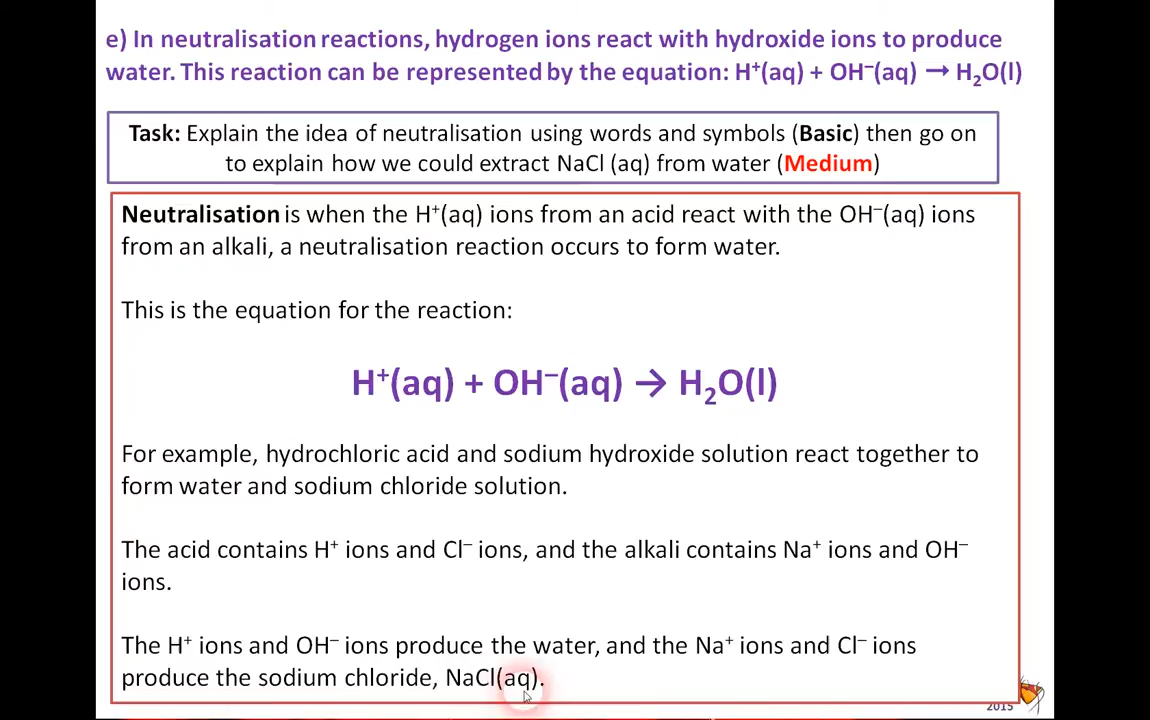 e) In neutralisation reactions, hydrogen ions react with hydroxide ions to produce
water. This reaction can be represented by the equation: H⁺(aq) + OH⁻(aq) → H₂O(l)
Task: Explain the idea of neutralisation using words and symbols (Basic) then go on
to explain how we could extract NaCl (aq) from water (Medium)
Neutralisation is when the H⁺(aq) ions from an acid react with the OH⁻(aq) ions
from an alkali, a neutralisation reaction occurs to form water.
This is the equation for the reaction:
H⁺(aq) + OH⁻(aq) → H₂O(l)
For example, hydrochloric acid and sodium hydroxide solution react together to
form water and sodium chloride solution.
The acid contains H⁺ ions and Cl⁻ ions, and the alkali contains Na⁺ ions and OH⁻
ions.
The H⁺ ions and OH⁻ ions produce the water, and the Na⁺ ions and Cl⁻ ions
produce the sodium chloride, NaCl(aq).
2015